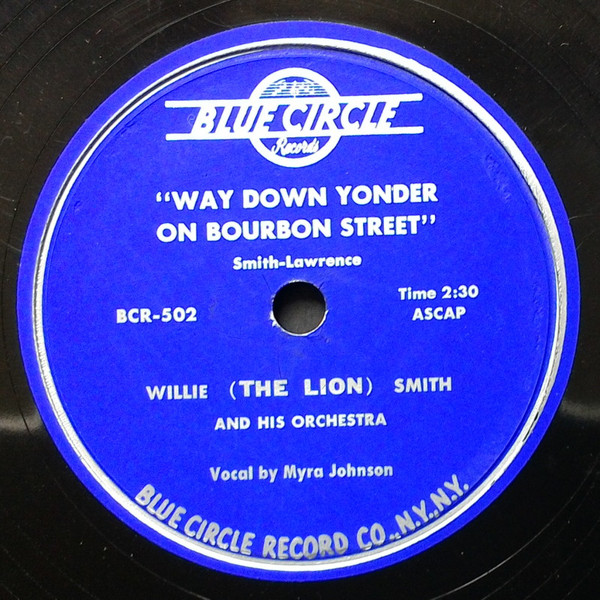 BLUE CIRCLE
Records
"WAY DOWN YONDER
ON BOURBON STREET"
Smith-Lawrence
BCR-502
Time 2:30
ASCAP
WILLIE (THE LION) SMITH
AND HIS ORCHESTRA
Vocal by Myra Johnson
BLUE CIRCLE RECORD CO., N.Y., N.Y.